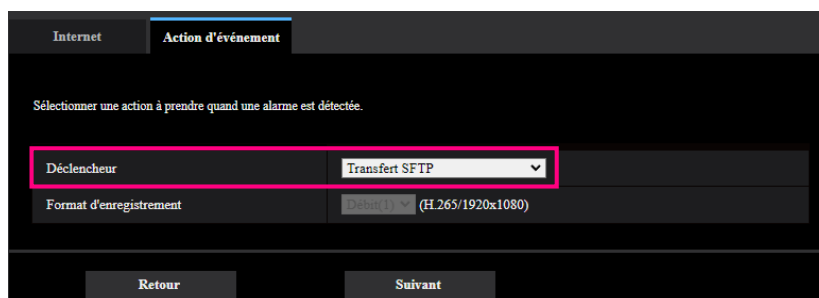 Internet Action d'événement
Sélectionner une action à prendre quand une alarme est détectée.
Déclencheur Transfert SFTP
Format d'enregistrement Débit(1) (H.265/1920x1080)
Retour Suivant